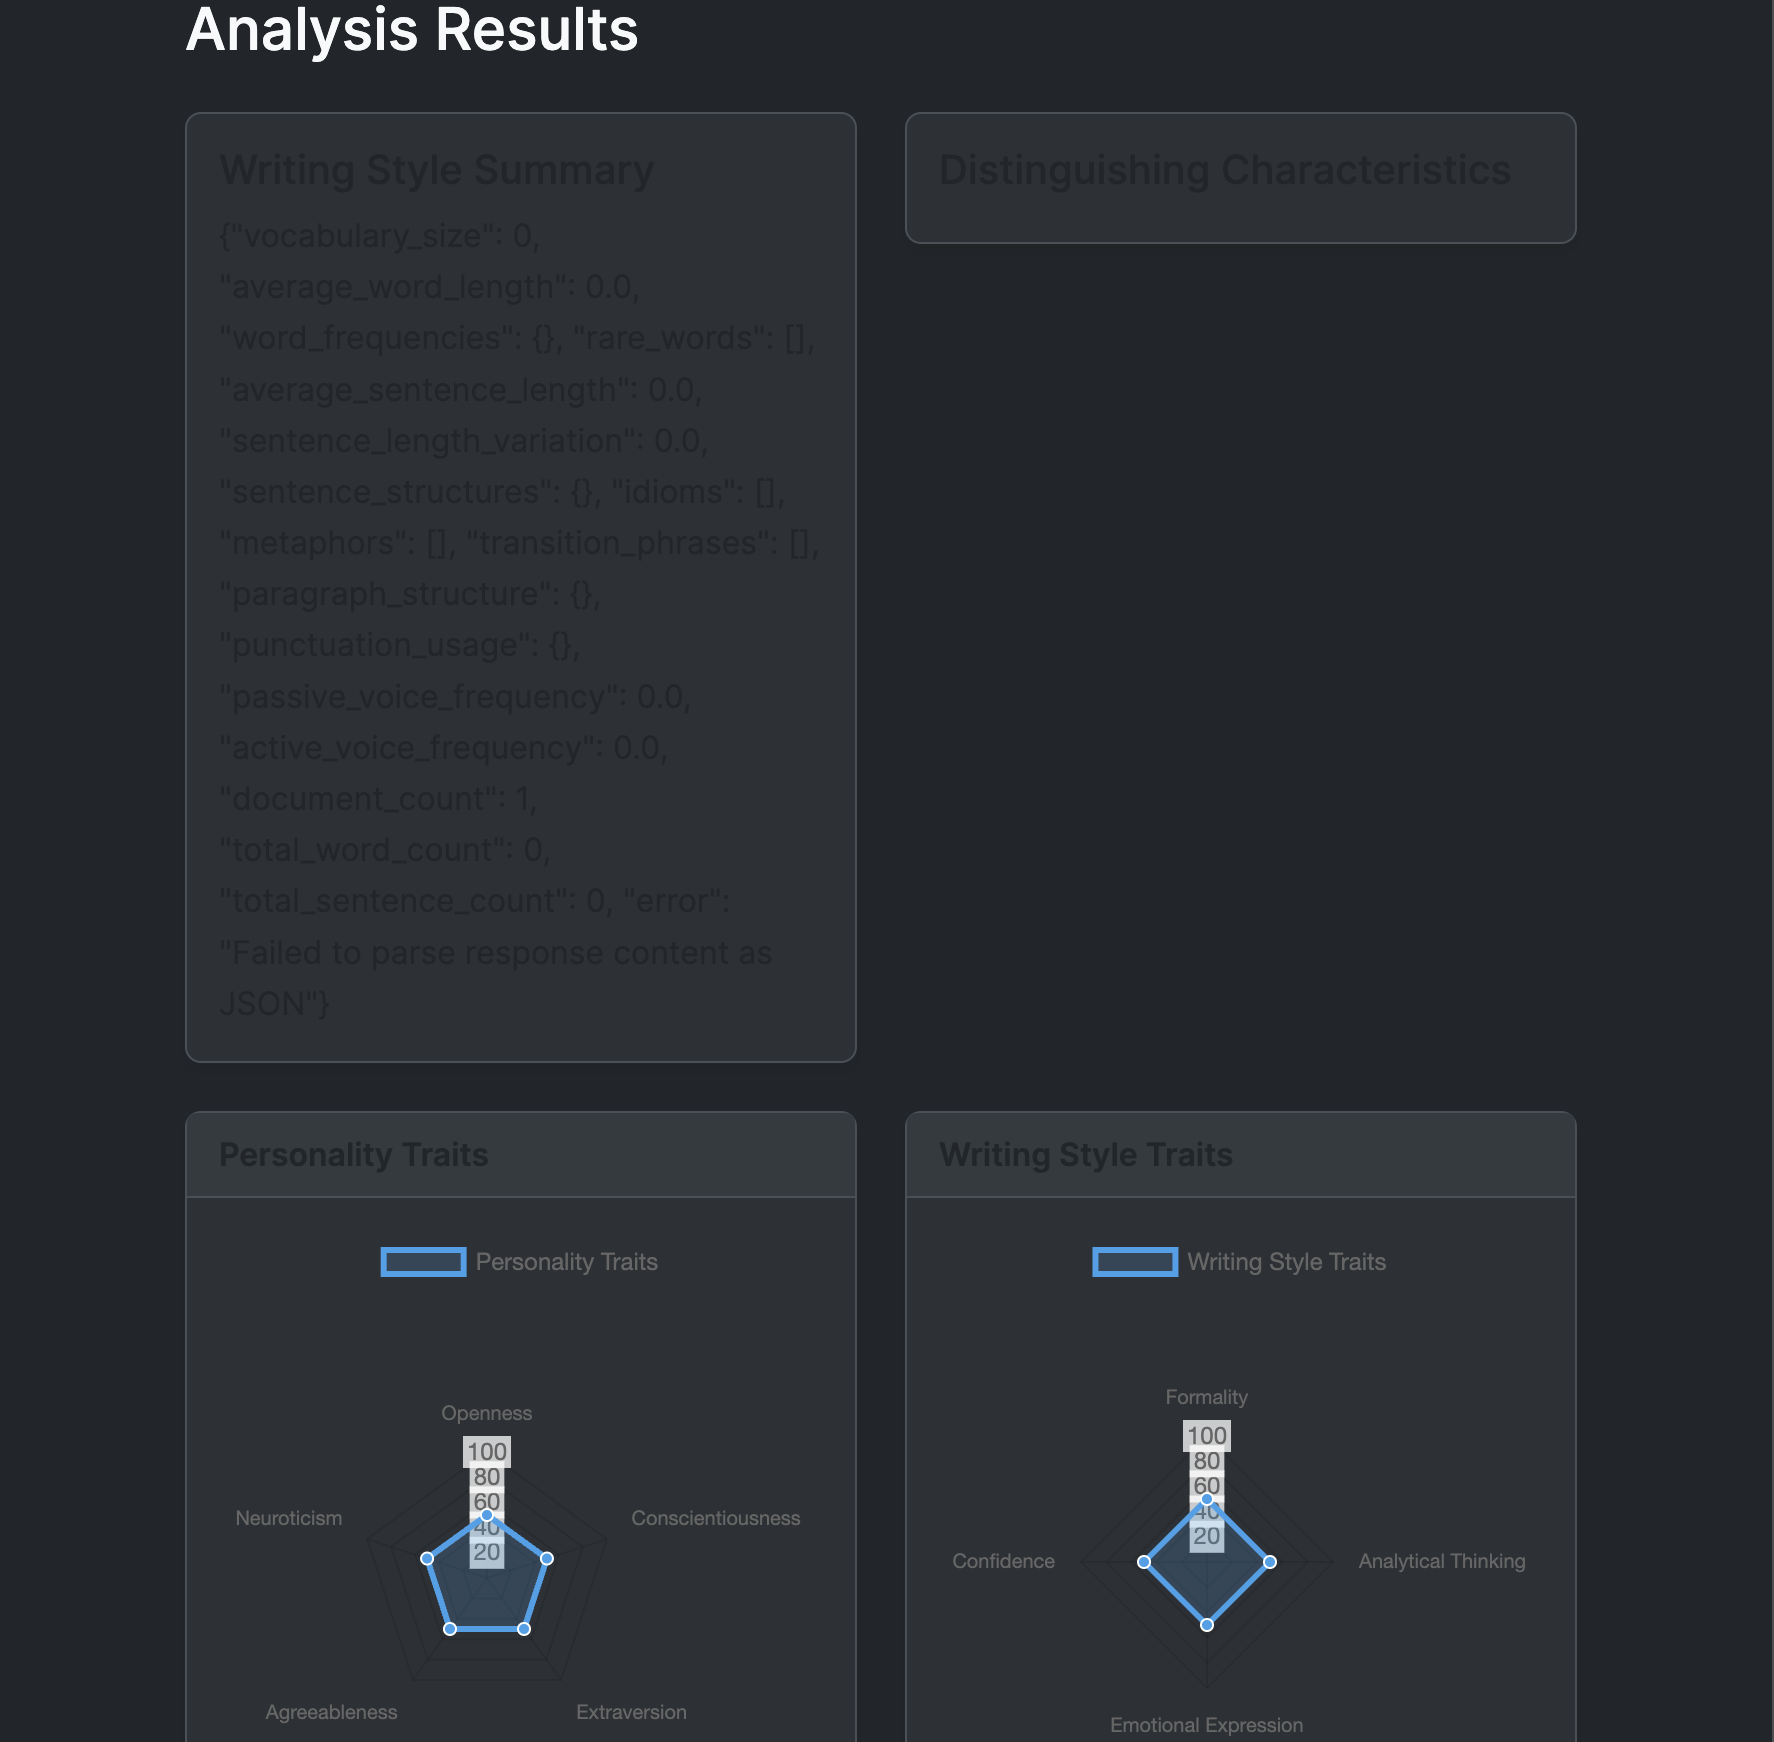 Analysis Results
Writing Style Summary
{"vocabulary_size": 0,
"average_word_length": 0.0,
"word_frequencies": {}, "rare_words": [],
"average_sentence_length": 0.0,
"sentence_length_variation": 0.0,
"sentence_structures": {}, "idioms": [],
"metaphors": [], "transition_phrases": [],
"paragraph_structure": {},
"punctuation_usage": {},
"passive_voice_frequency": 0.0,
"active_voice_frequency": 0.0,
"document_count": 1,
"total_word_count": 0,
"total_sentence_count": 0, "error":
"Failed to parse response content as
JSON"}
Distinguishing Characteristics
Personality Traits
Personality Traits
Openness
100
80
60
40
20
Neuroticism
Conscientiousness
Agreeableness
Extraversion
Writing Style Traits
Writing Style Traits
Formality
100
80
60
40
20
Confidence
Analytical Thinking
Emotional Expression